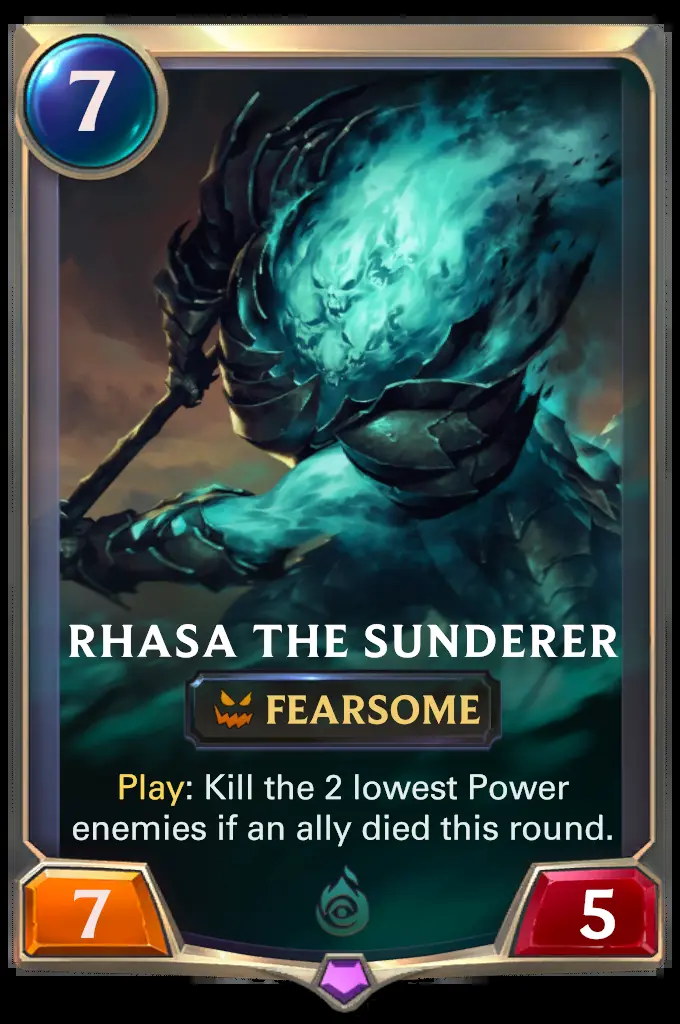 7
RHASA THE SUNDERER
FEARSOME
Play: Kill the 2 lowest Power
enemies if an ally died this round.
7
5